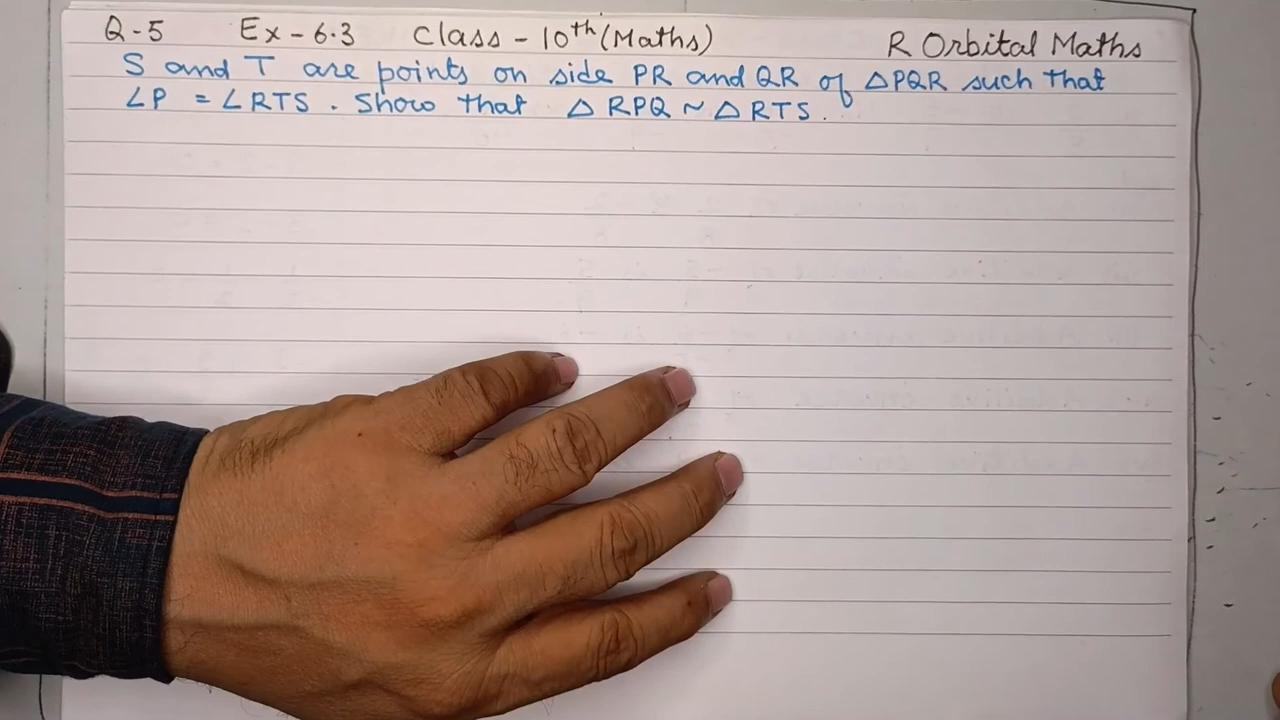 Q-5 Ex-6.3 Class-10th (Maths) R Orbital Maths
S and T are points on side PR and QR of △PQR such that
∠P = ∠RTS. Show that △RPQ ~ △RTS.